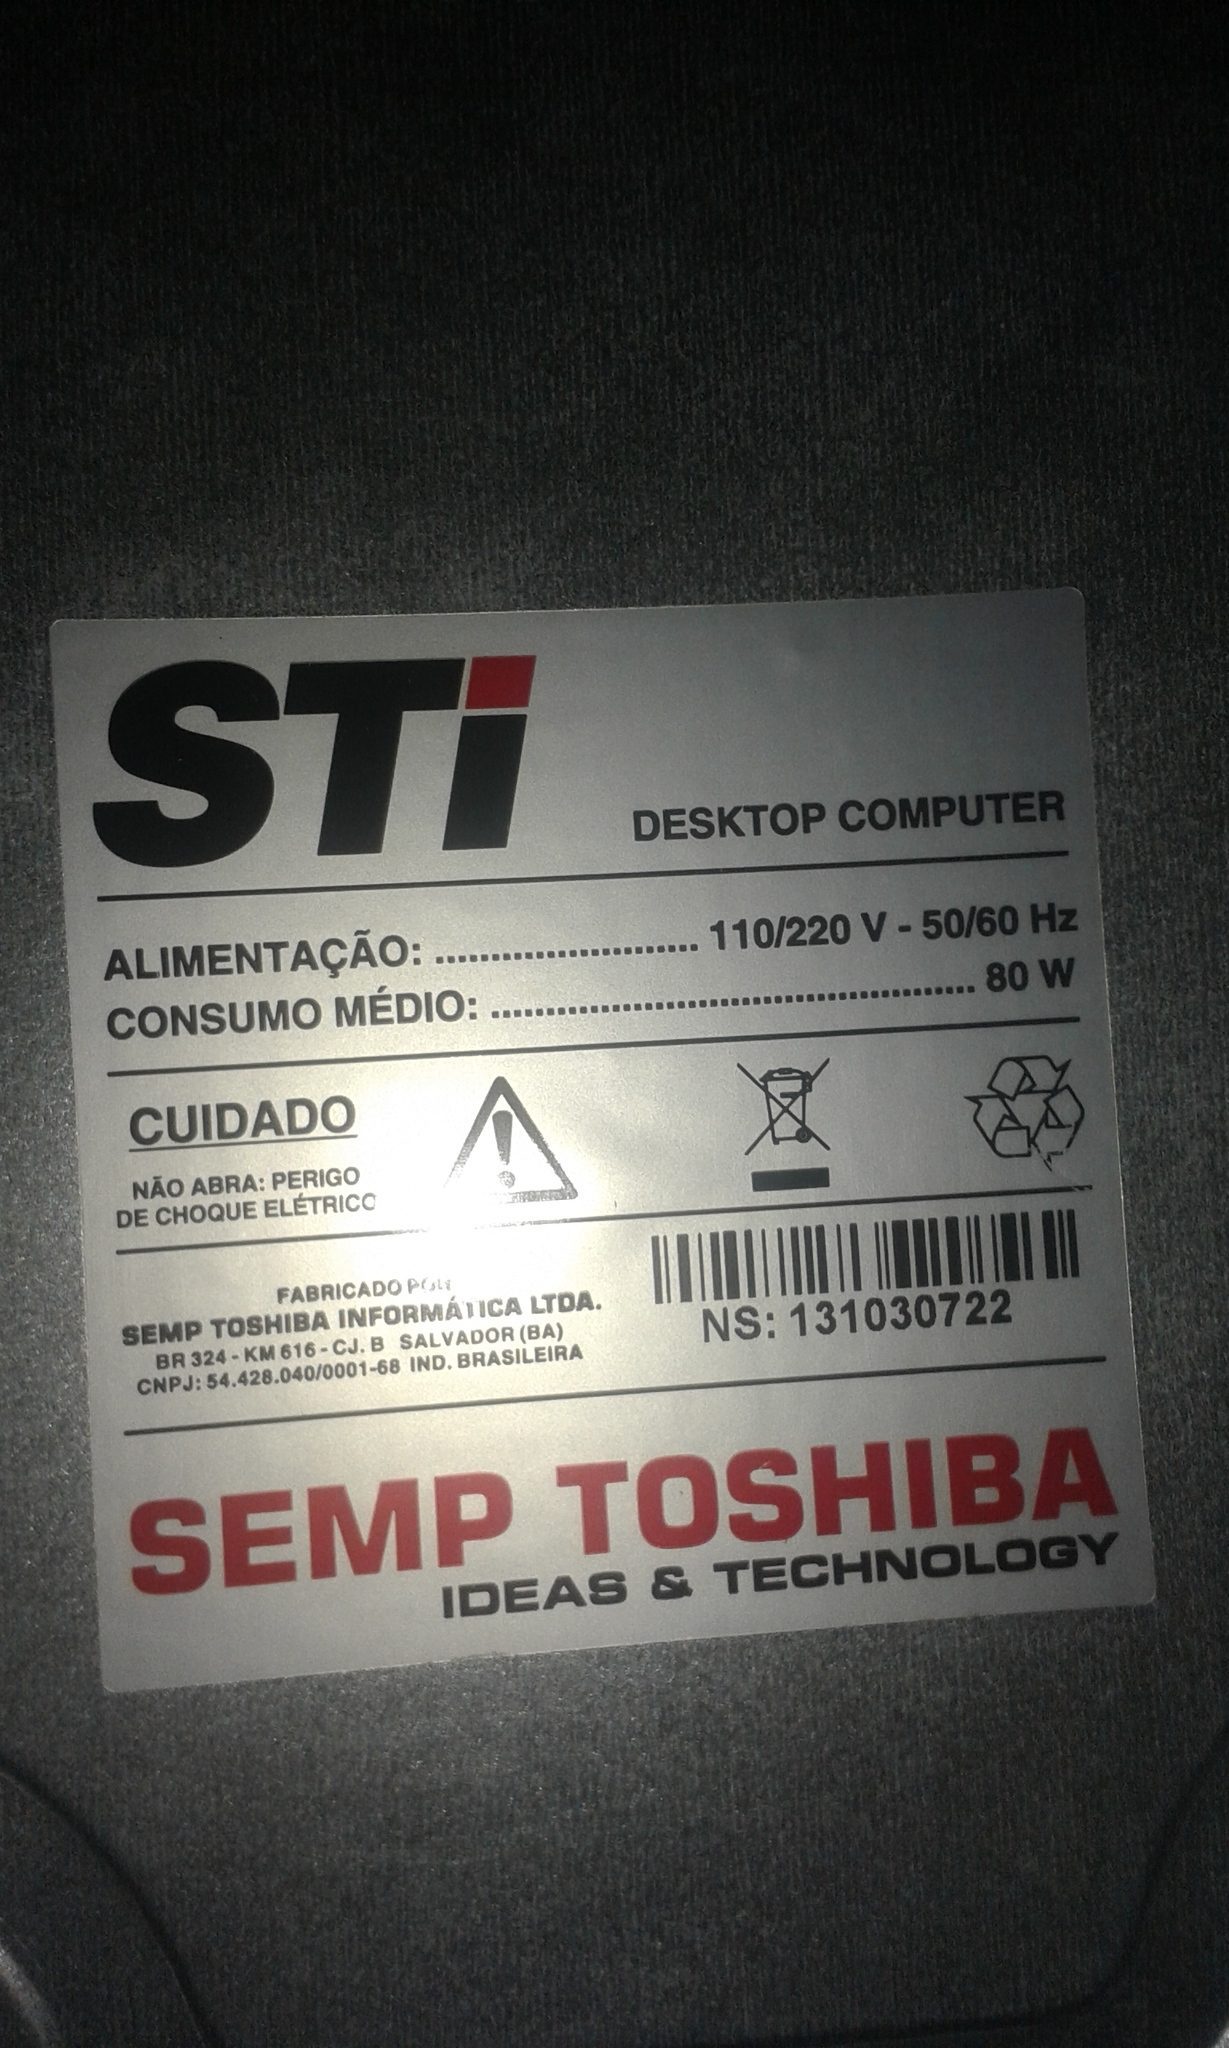 STi
DESKTOP COMPUTER
ALIMENTAÇÃO: ........................ 110/220 V - 50/60 Hz
CONSUMO MÉDIO: ............................................ 80 W
CUIDADO
NÃO ABRA: PERIGO
DE CHOQUE ELÉTRICO
FABRICADO POR
SEMP TOSHIBA INFORMÁTICA LTDA.
BR 324 - KM 616 - CJ. B SALVADOR (BA)
CNPJ: 54.428.040/0001-68 IND. BRASILEIRA
NS: 131030722
SEMP TOSHIBA
IDEAS & TECHNOLOGY